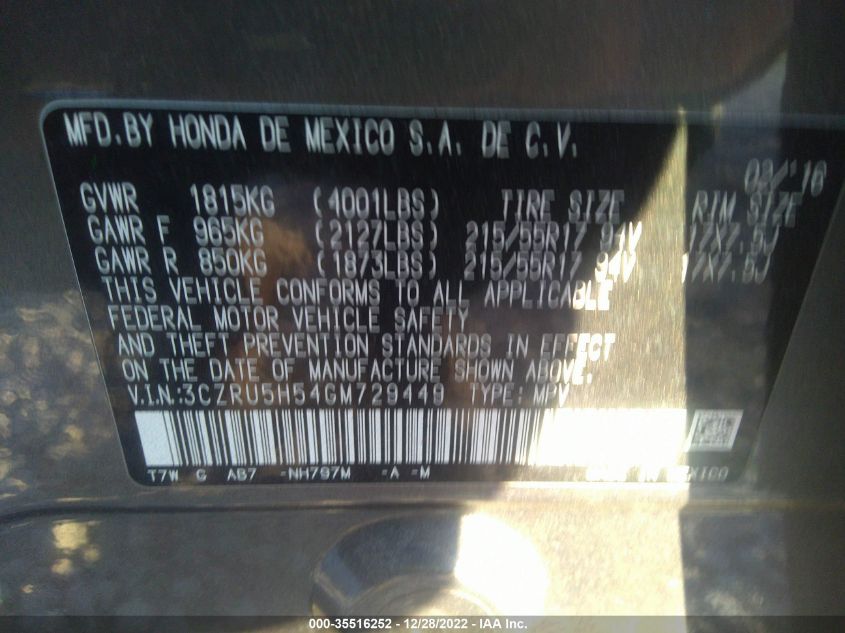 MFD.BY HONDA DE MEXICO S.A. DE C.V.
02/'16
GVWR 1815KG (4001LBS) TIRE SIZE RIM SIZE
GAWR F 965KG (2127LBS) 215/55R17 94V 17X7.5J
GAWR R 850KG (1873LBS) 215/55R17 94V 17X7.5J
THIS VEHICLE CONFORMS TO ALL APPLICABLE
FEDERAL MOTOR VEHICLE SAFETY
AND THEFT PREVENTION STANDARDS IN EFFECT
ON THE DATE OF MANUFACTURE SHOWN ABOVE.
V.I.N:3CZRU5H54GM729449 TYPE: MPV
T7W G AB7 -NH797M -A -M IN MEXICO
000-35516252 - 12/28/2022 - IAA Inc.